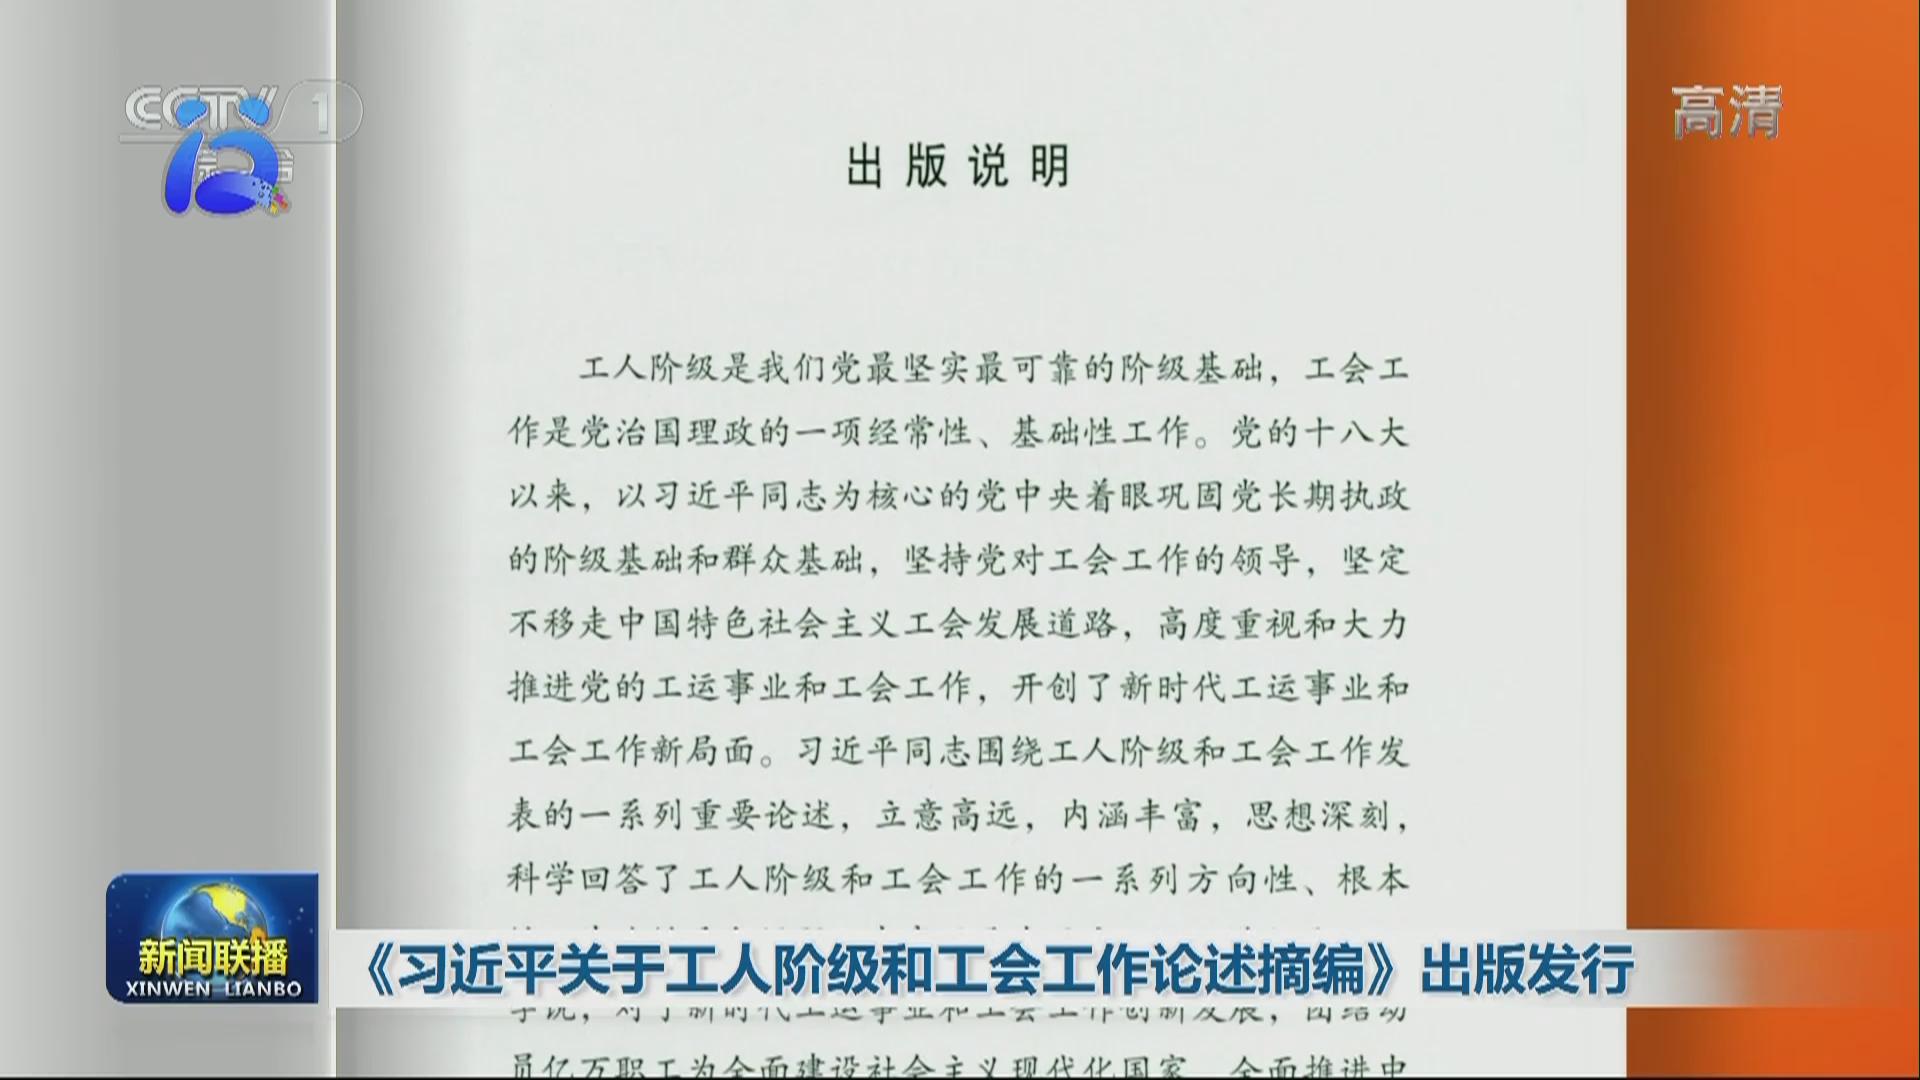 CCTV 1
高清
出版说明
工人阶级是我们党最坚实最可靠的阶级基础，工会工
作是党治国理政的一项经常性、基础性工作。党的十八大
以来，以习近平同志为核心的党中央着眼巩固党长期执政
的阶级基础和群众基础，坚持党对工会工作的领导，坚定
不移走中国特色社会主义工会发展道路，高度重视和大力
推进党的工运事业和工会工作，开创了新时代工运事业和
工会工作新局面。习近平同志围绕工人阶级和工会工作发
表的一系列重要论述，立意高远，内涵丰富，思想深刻，
科学回答了工人阶级和工会工作的一系列方向性、根本
新闻联播
XINWEN LIANBO
《习近平关于工人阶级和工会工作论述摘编》出版发行
学说，对于新时代工运事业和工会工作创新发展，团结动
员亿万职工为全面建设社会主义现代化国家、全面推进中